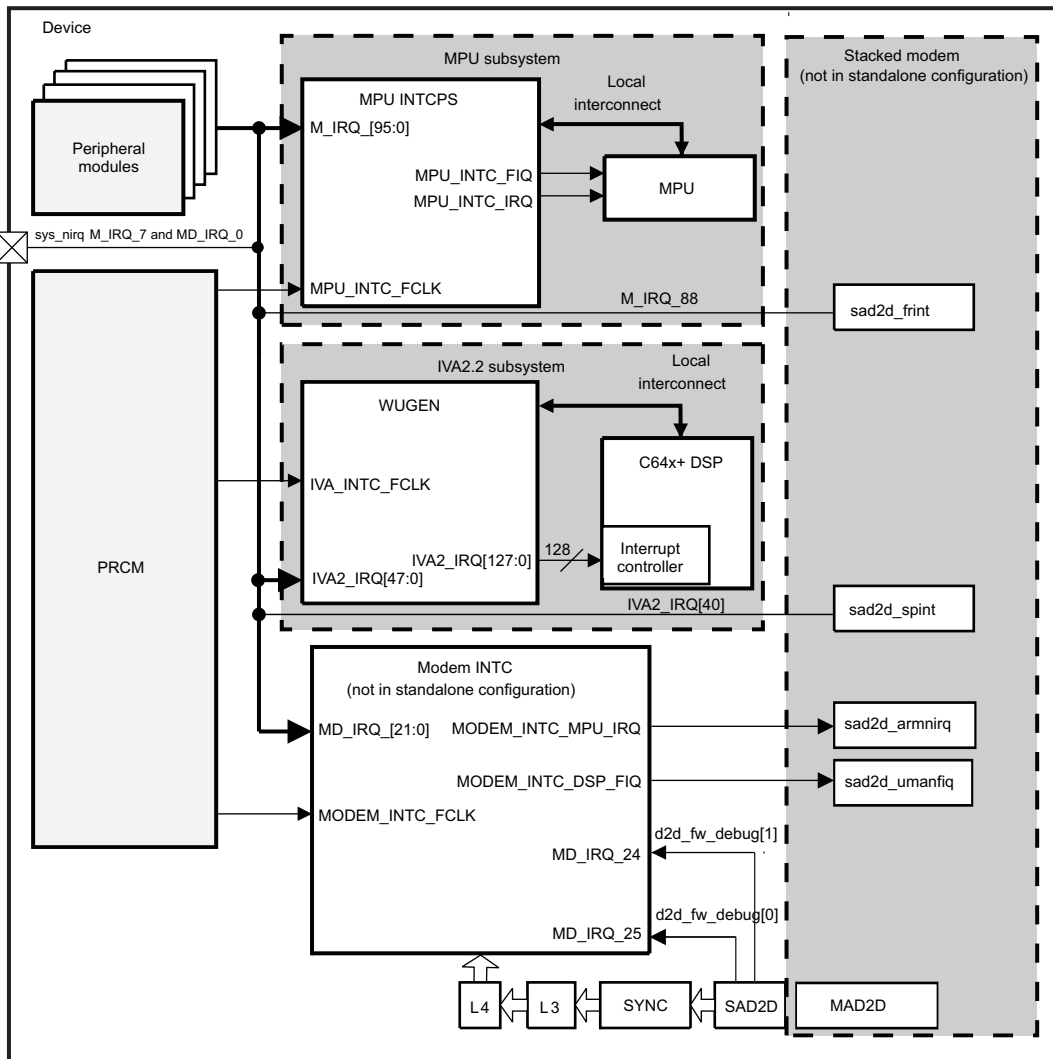 Device
MPU subsystem
Stacked modem
(not in standalone configuration)
MPU INTCPS
Local
interconnect
M_IRQ_[95:0]
Peripheral
modules
MPU_INTC_FIQ
MPU_INTC_IRQ
MPU
sys_nirq M_IRQ_7 and MD_IRQ_0
MPU_INTC_FCLK
M_IRQ_88
sad2d_frint
IVA2.2 subsystem
Local
interconnect
WUGEN
C64x+ DSP
IVA_INTC_FCLK
PRCM
IVA2_IRQ[127:0]
128
Interrupt
controller
IVA2_IRQ[47:0]
IVA2_IRQ[40]
sad2d_spint
Modem INTC
(not in standalone configuration)
MD_IRQ_[21:0]
MODEM_INTC_MPU_IRQ
sad2d_armnirq
MODEM_INTC_DSP_FIQ
sad2d_umanfiq
MODEM_INTC_FCLK
d2d_fw_debug[1]
MD_IRQ_24
d2d_fw_debug[0]
MD_IRQ_25
L4
L3
SYNC
SAD2D
MAD2D